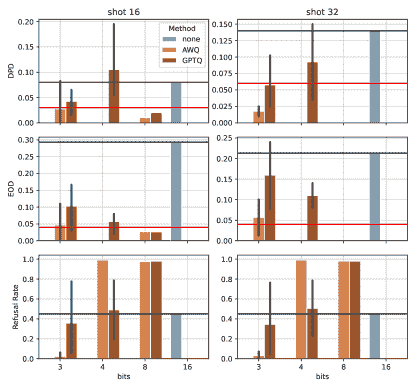 shot 16
shot 32
Method
none
AWQ
GPTQ
DPD
0.20
0.15
0.10
0.05
0.00
0.150
0.125
0.100
0.075
0.050
0.025
0.000
EOD
0.30
0.25
0.20
0.15
0.10
0.05
0.00
0.25
0.20
0.15
0.10
0.05
0.00
Refusal Rate
1.0
0.8
0.6
0.4
0.2
0.0
1.0
0.8
0.6
0.4
0.2
0.0
3 4 8 16
3 4 8 16
bits
bits